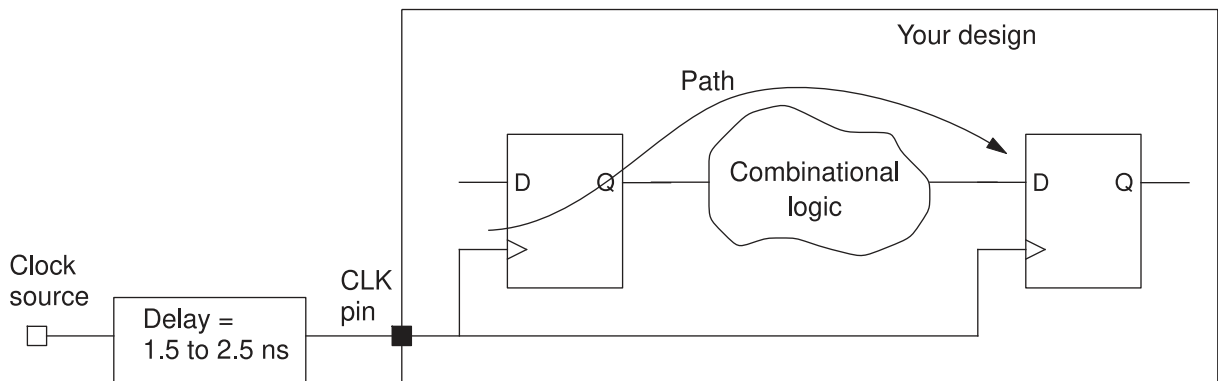 Your design
Path
D
Q
Combinational
logic
D
Q
Clock
source
CLK
pin
Delay =
1.5 to 2.5 ns